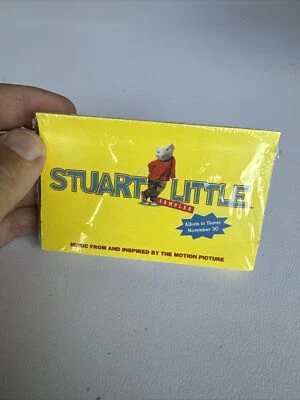 STUART LITTLE
SAMPLER
Album in Stores
November 30
MUSIC FROM AND INSPIRED BY THE MOTION PICTURE